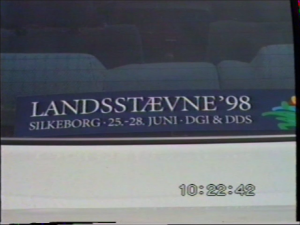 LANDSSTÆVNE'98
SILKEBORG · 25.-28. JUNI · DGI & DDS
10:22:42